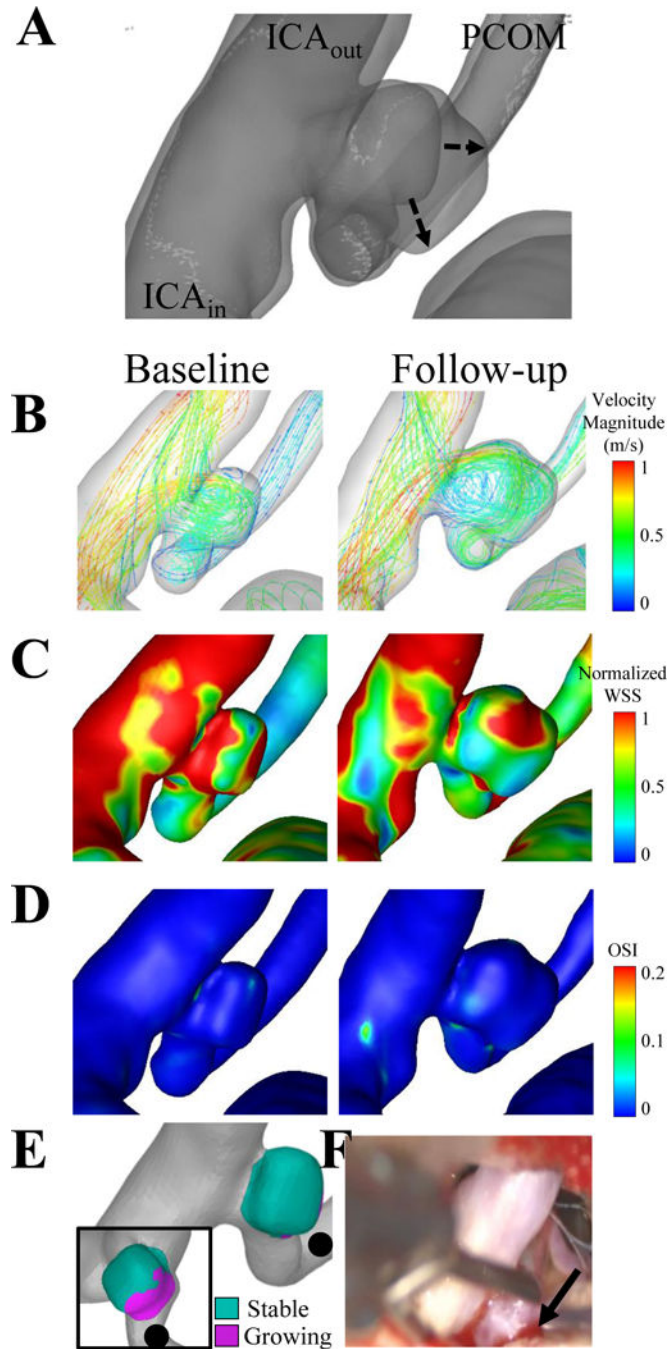 A
ICAout
PCOM
ICAin
Baseline
Follow-up
B
Velocity
Magnitude
(m/s)
1
0.5
0
C
Normalized
WSS
1
0.5
0
D
OSI
0.2
0.1
0
E
F
Stable
Growing